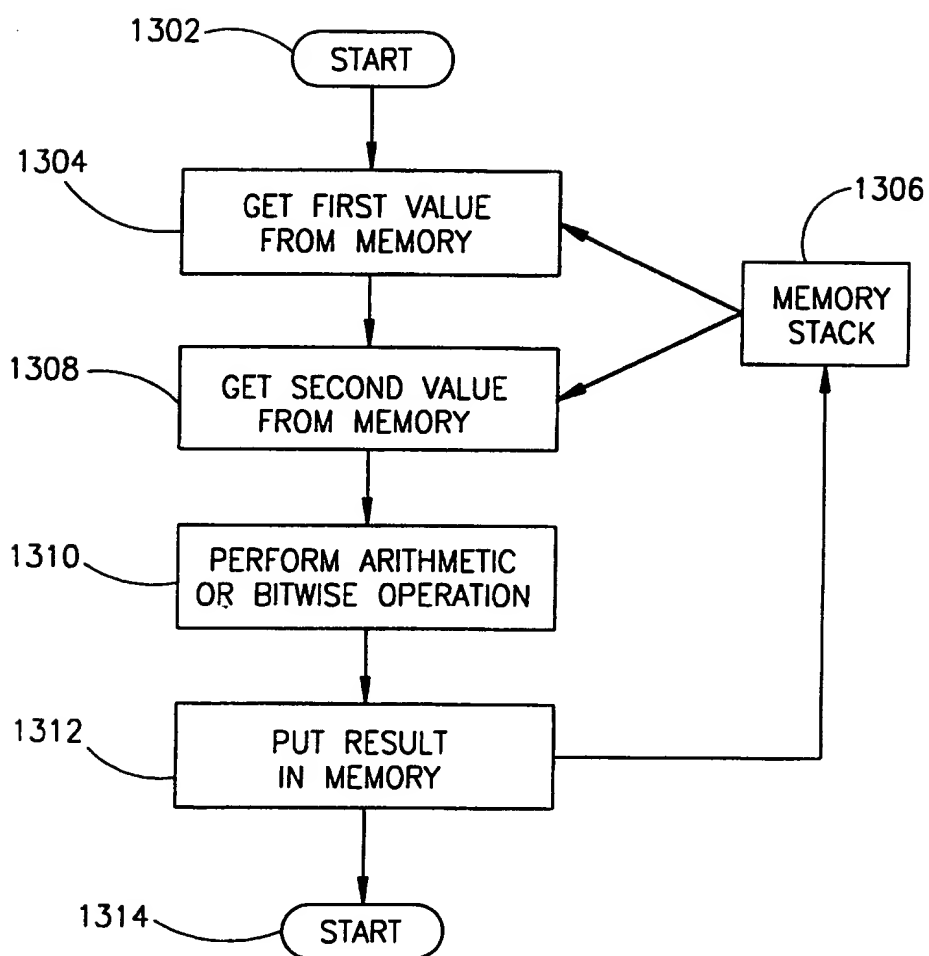 1302
START
1304
GET FIRST VALUE
FROM MEMORY
1306
MEMORY
STACK
1308
GET SECOND VALUE
FROM MEMORY
1310
PERFORM ARITHMETIC
OR BITWISE OPERATION
1312
PUT RESULT
IN MEMORY
1314
START